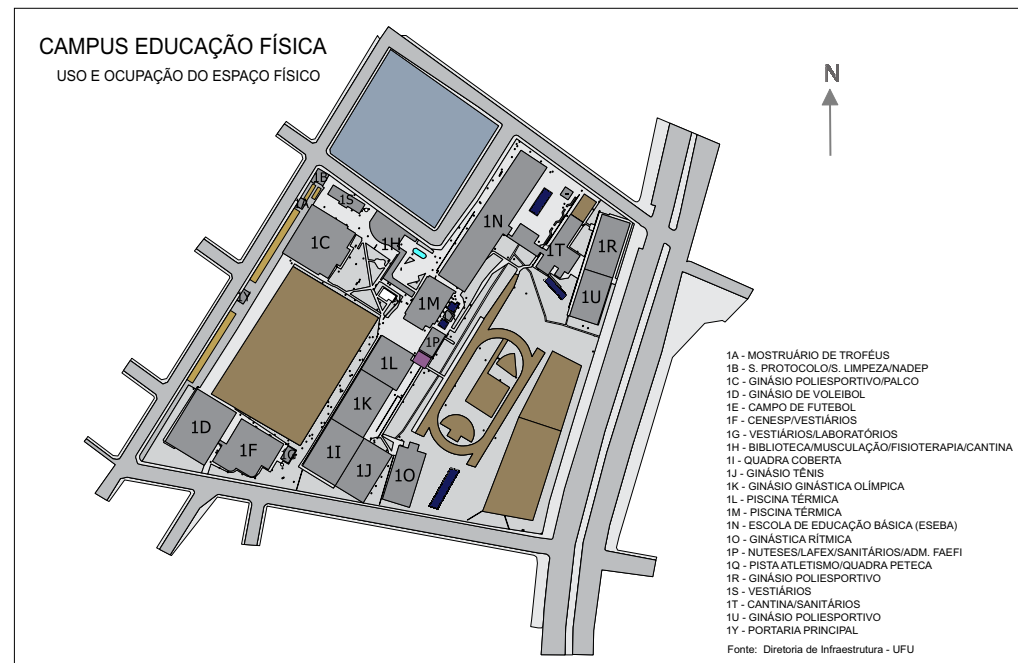 CAMPUS EDUCAÇÃO FÍSICA
USO E OCUPAÇÃO DO ESPAÇO FÍSICO
N
1B
1S
1A
1C
1H
1N
1T
1R
1U
1Y
1M
1P
1L
1K
1D
1F
1G
1I
1J
1O
1A - MOSTRUÁRIO DE TROFÉUS
1B - S. PROTOCOLO/S. LIMPEZA/NADEP
1C - GINÁSIO POLIESPORTIVO/PALCO
1D - GINÁSIO DE VOLEIBOL
1E - CAMPO DE FUTEBOL
1F - CENESP/VESTIÁRIOS
1G - VESTIÁRIOS/LABORATÓRIOS
1H - BIBLIOTECA/MUSCULAÇÃO/FISIOTERAPIA/CANTINA
1I - QUADRA COBERTA
1J - GINÁSIO TÊNIS
1K - GINÁSIO GINÁSTICA OLÍMPICA
1L - PISCINA TÉRMICA
1M - PISCINA TÉRMICA
1N - ESCOLA DE EDUCAÇÃO BÁSICA (ESEBA)
1O - GINÁSTICA RÍTMICA
1P - NUTESES/LAFEX/SANITÁRIOS/ADM. FAEFI
1Q - PISTA ATLETISMO/QUADRA PETECA
1R - GINÁSIO POLIESPORTIVO
1S - VESTIÁRIOS
1T - CANTINA/SANITÁRIOS
1U - GINÁSIO POLIESPORTIVO
1Y - PORTARIA PRINCIPAL
Fonte: Diretoria de Infraestrutura - UFU